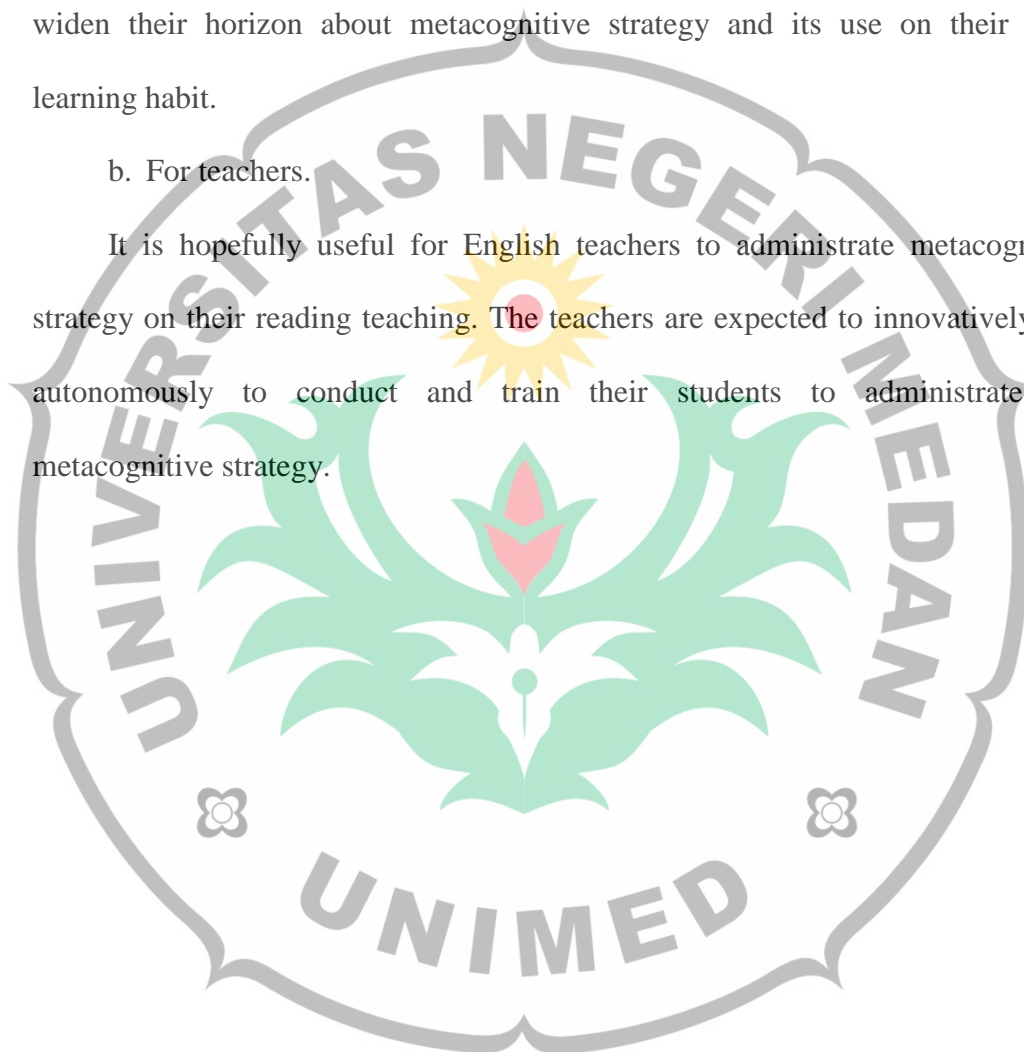 widen their horizon about metacognitive strategy and its use on their
learning habit.
b. For teachers.
It is hopefully useful for English teachers to administrate metacogn
strategy on their reading teaching. The teachers are expected to innovatively
autonomously to conduct and train their students to administrate
metacognitive strategy.
UNIVERSITAS NEGERI MEDAN
UNIMED